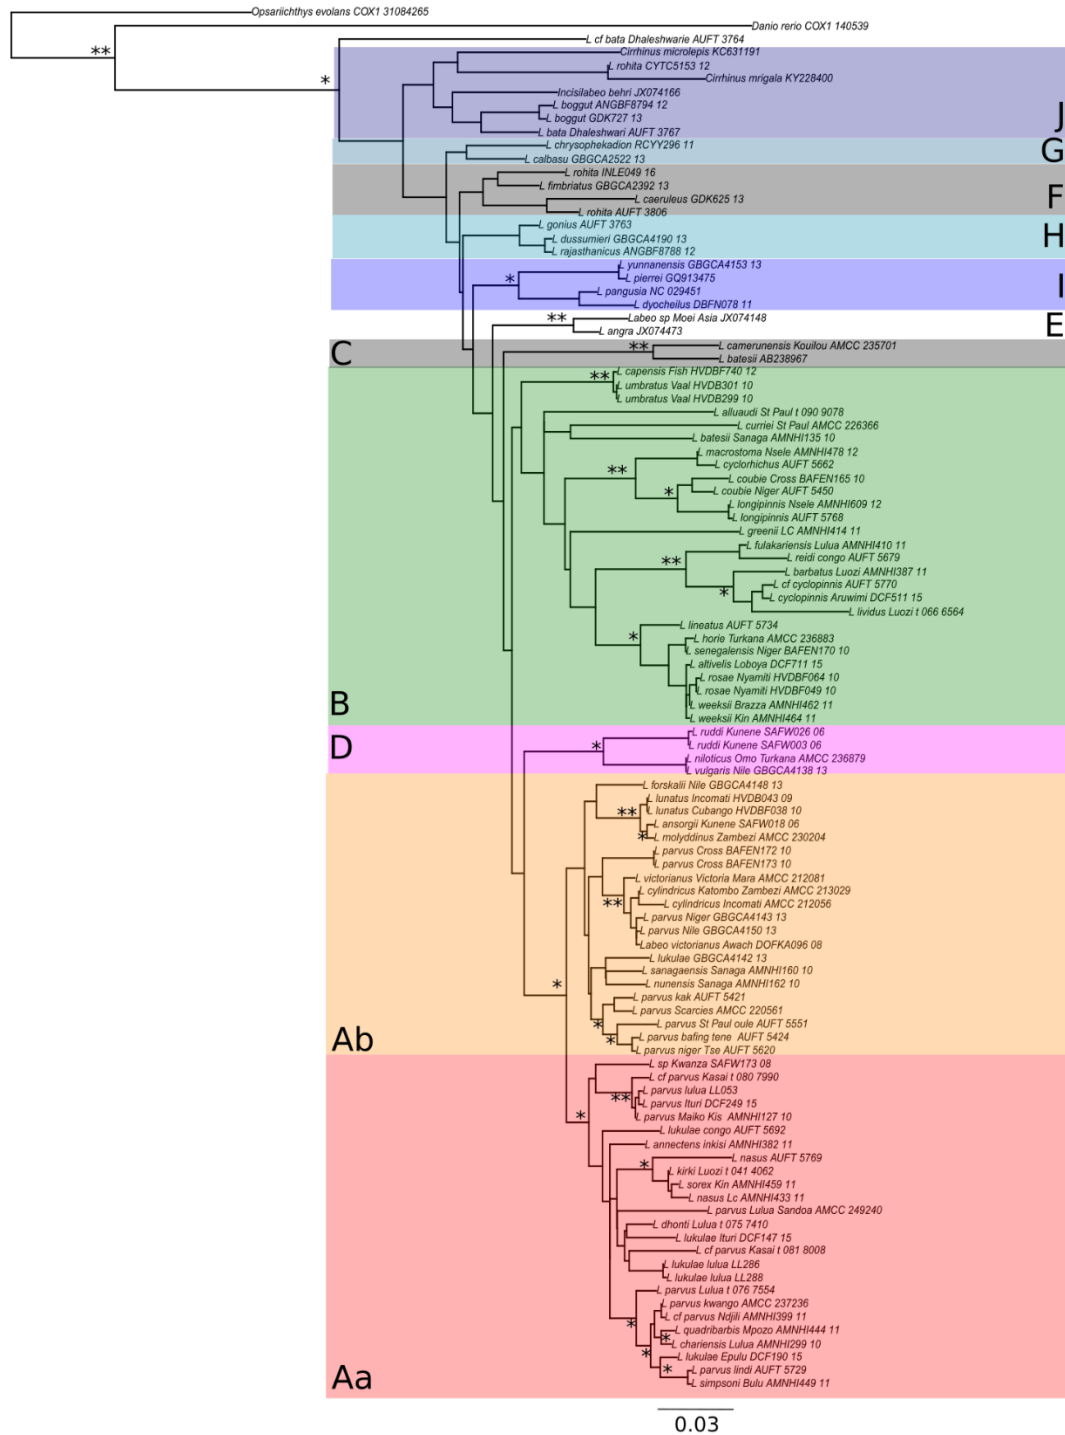 Opsariichthys evolans COX1 31084265
Danio rerio COX1 140539
**
L cf bata Dhaleshwarie AUFT 3764
Cirrhinus microlepis KC631191
L rohita CYTC5153 12
*
Cirrhinus mrigala KY228400
Incisilabeo behri JX074166
L boggut ANGBF8794 12
L boggut GDK727 13
J
L bata Dhaleshwari AUFT 3767
L chrysophekadion RCYY296 11
G
L calbasu GBGCA2522 13
L rohita INLE049 16
L fimbriatus GBGCA2392 13
F
L caeruleus GDK625 13
L rohita AUFT 3806
L gonius AUFT 3763
H
L dussumieri GBGCA4190 13
L rajasthanicus ANGBF8788 12
L yunnanensis GBGCA4153 13
*
L pierrei GQ913475
I
L pangusia NC 029451
L dyocheilus DBFN078 11
**
Labeo sp Moei Asia JX074148
E
L angra JX074473
**
L camerunensis Kouilou AMCC 235701
C
L batesii AB238967
L capensis Fish HVDBF740 12
**
L umbratus Vaal HVDB301 10
L umbratus Vaal HVDB299 10
L alluaudi St Paul t 090 9078
L curriei St Paul AMCC 226366
L batesii Sanaga AMNHI135 10
L macrostoma Nsele AMNHI478 12
**
L cyclorhichus AUFT 5662
L coubie Cross BAFEN165 10
*
L coubie Niger AUFT 5450
L longipinnis Nsele AMNHI609 12
L longipinnis AUFT 5768
L greenii LC AMNHI414 11
L fulakariensis Lulua AMNHI410 11
**
L reidi congo AUFT 5679
L barbatus Luozi AMNHI387 11
L cf cyclopinnis AUFT 5770
*
L cyclopinnis Aruwimi DCF511 15
L lividus Luozi t 066 6564
L lineatus AUFT 5734
*
L horie Turkana AMCC 236883
L senegalensis Niger BAFEN170 10
L altivelis Loboya DCF711 15
L rosae Nyamiti HVDBF064 10
L rosae Nyamiti HVDBF049 10
B
L weeksii Brazza AMNHI462 11
L weeksii Kin AMNHI464 11
L ruddi Kunene SAFW026 06
*
L ruddi Kunene SAFW003 06
D
L niloticus Omo Turkana AMCC 236879
L vulgaris Nile GBGCA4138 13
L forskalii Nile GBGCA4148 13
L lunatus Incomati HVDB043 09
**
L lunatus Cubango HVDBF038 10
L ansorgii Kunene SAFW018 06
*
L molyddinus Zambezi AMCC 230204
L parvus Cross BAFEN172 10
L parvus Cross BAFEN173 10
L victorianus Victoria Mara AMCC 212081
L cylindricus Katombo Zambezi AMCC 213029
**
L cylindricus Incomati AMCC 212056
L parvus Niger GBGCA4143 13
L parvus Nile GBGCA4150 13
Labeo victorianus Awach DOFKA096 08
L lukulae GBGCA4142 13
L sanagaensis Sanaga AMNHI160 10
*
L nunensis Sanaga AMNHI162 10
L parvus kak AUFT 5421
L parvus Scarcies AMCC 220561
*
L parvus St Paul oule AUFT 5551
*
L parvus bafing tene AUFT 5424
Ab
L parvus niger Tse AUFT 5620
L sp Kwanza SAFW173 08
L cf parvus Kasai t 080 7990
L parvus lulua LL053
**
L parvus Ituri DCF249 15
*
L parvus Maiko Kis AMNHI127 10
L lukulae congo AUFT 5692
L annectens inkisi AMNHI382 11
L nasus AUFT 5769
*
L kirki Luozi t 041 4062
L sorex Kin AMNHI459 11
L nasus Lc AMNHI433 11
L parvus Lulua Sandoa AMCC 249240
L dhonti Lulua t 075 7410
L lukulae Ituri DCF147 15
L cf parvus Kasai t 081 8008
L lukulae lulua LL286
L lukulae lulua LL288
L parvus Lulua t 076 7554
L parvus kwango AMCC 237236
L cf parvus Ndjili AMNHI399 11
*
L quadribarbis Mpozo AMNHI444 11
*
L chariensis Lulua AMNHI299 10
*
L lukulae Epulu DCF190 15
*
L parvus lindi AUFT 5729
Aa
L simpsoni Bulu AMNHI449 11
0.03